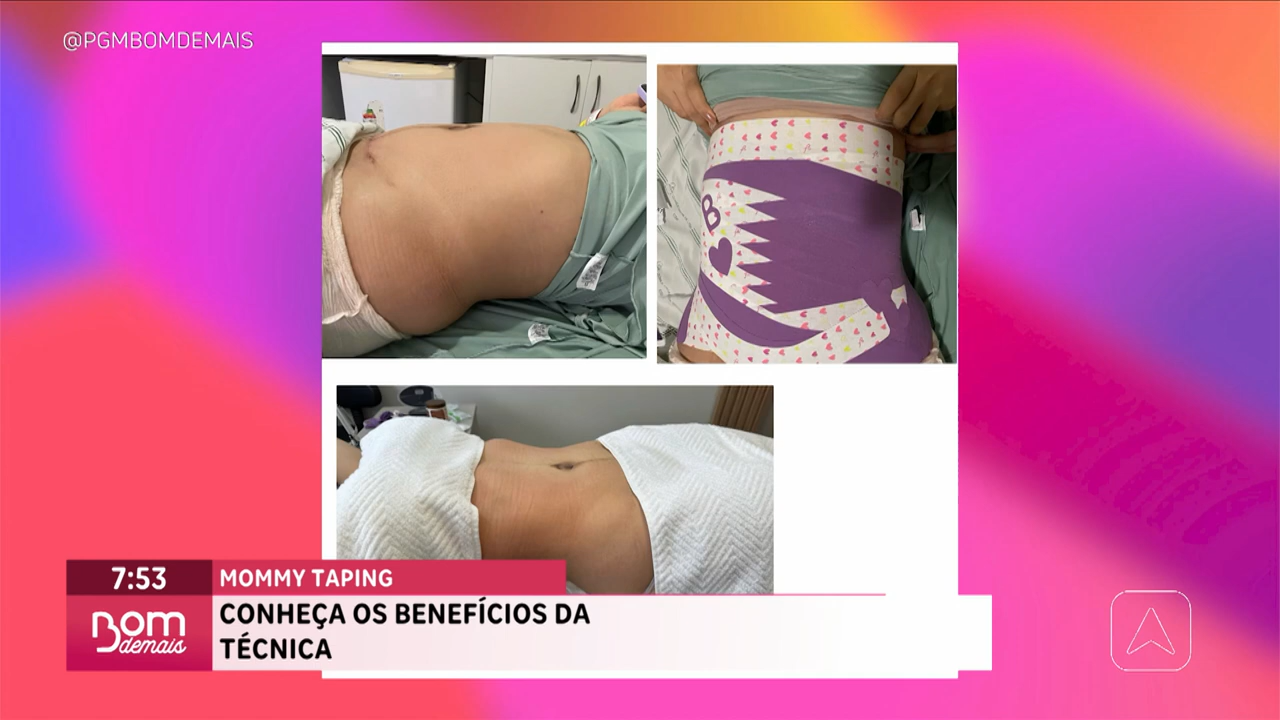 @PGMBOMDEMAIS
B
7:53
MOMMY TAPING
BOM
demais
CONHEÇA OS BENEFÍCIOS DA
TÉCNICA